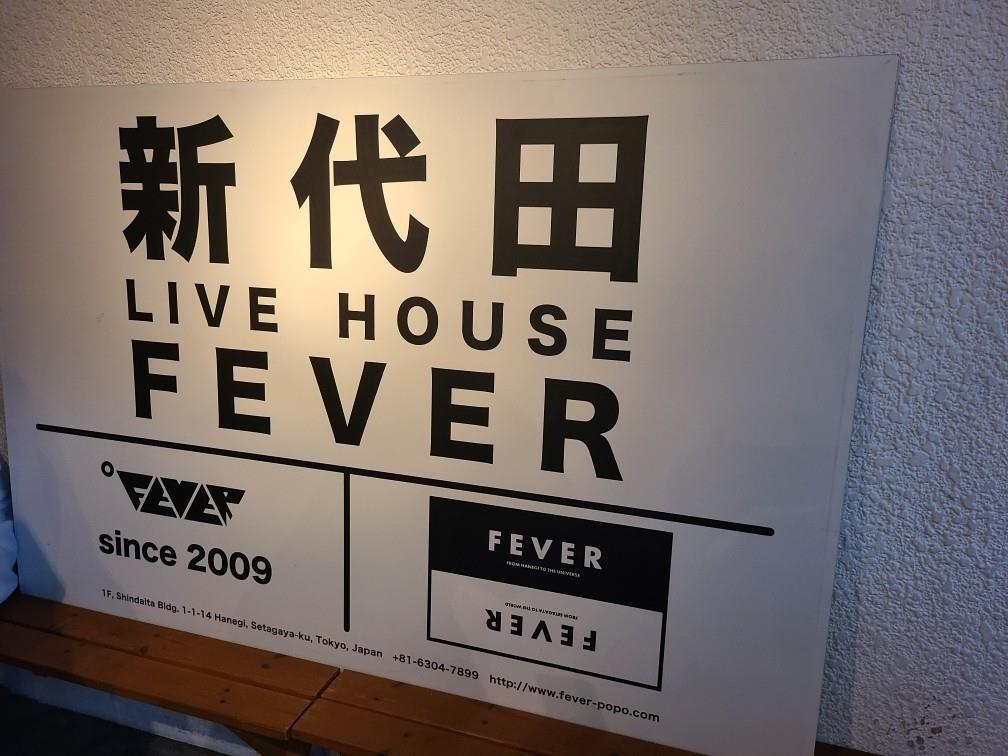 新代田
LIVE HOUSE
FEVER
°FEVER
since 2009
FEVER
FROM HANEGI TO THE UNIVERSE
FEVER
FROM SETAGAYA TO THE WORLD
1F, Shindaita Bldg. 1-1-14 Hanegi, Setagaya-ku, Tokyo, Japan +81-6304-7899 http://www.fever-popo.com